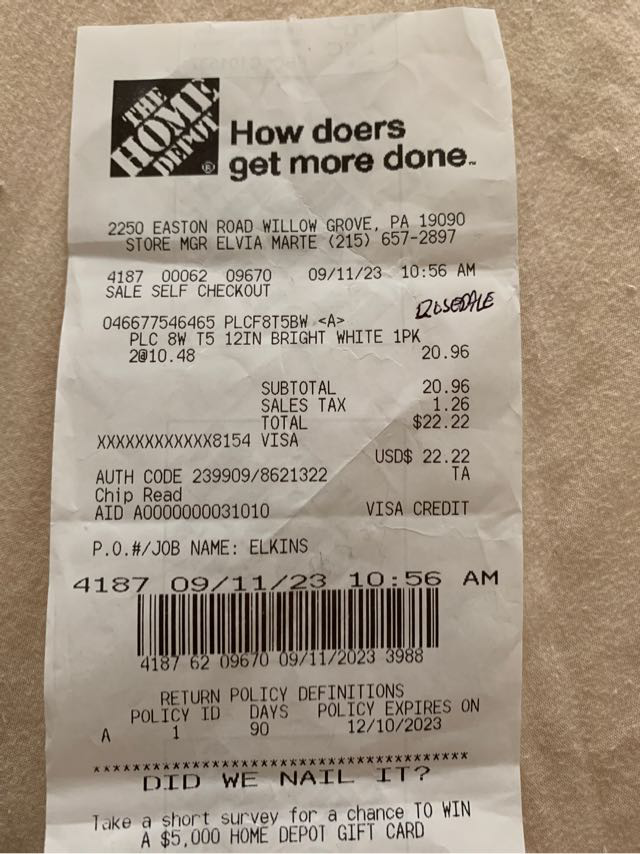 THE
HOME
DEPOT
®
How doers
get more done™
2250 EASTON ROAD WILLOW GROVE, PA 19090
STORE MGR ELVIA MARTE (215) 657-2897
4187 00062 09670 09/11/23 10:56 AM
SALE SELF CHECKOUT
ROSEDALE
046677546465 PLCF8T5BW <A>
PLC 8W T5 12IN BRIGHT WHITE 1PK
2@10.48 20.96
SUBTOTAL 20.96
SALES TAX 1.26
TOTAL $22.22
XXXXXXXXXXXX8154 VISA
USD$ 22.22
AUTH CODE 239909/8621322 TA
Chip Read
AID A0000000031010 VISA CREDIT
P.O.#/JOB NAME: ELKINS
4187 09/11/23 10:56 AM
4187 62 09670 09/11/2023 3988
RETURN POLICY DEFINITIONS
POLICY ID DAYS POLICY EXPIRES ON
A 1 90 12/10/2023
*******************************************
DID WE NAIL IT?
Take a short survey for a chance TO WIN
A $5,000 HOME DEPOT GIFT CARD